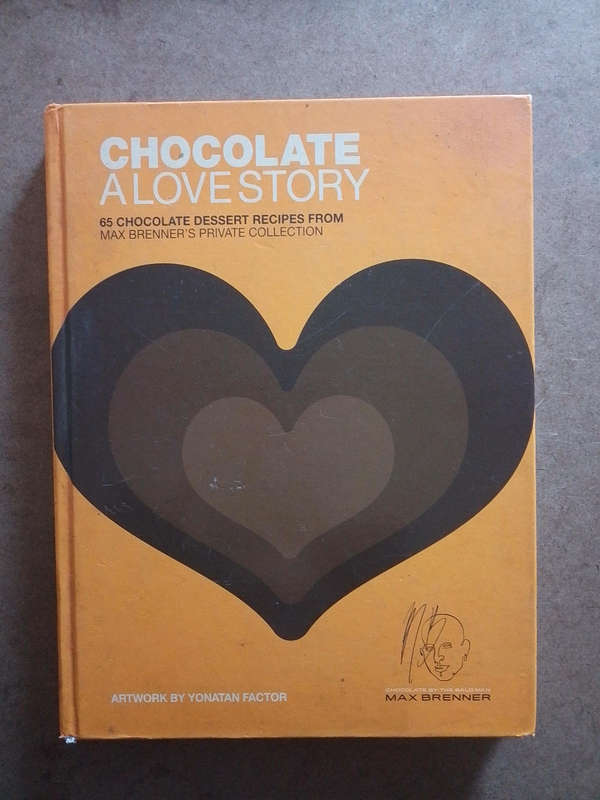 CHOCOLATE
A LOVE STORY
65 CHOCOLATE DESSERT RECIPES FROM
MAX BRENNER'S PRIVATE COLLECTION
ARTWORK BY YONATAN FACTOR
CHOCOLATE BY THE BALD MAN
MAX BRENNER